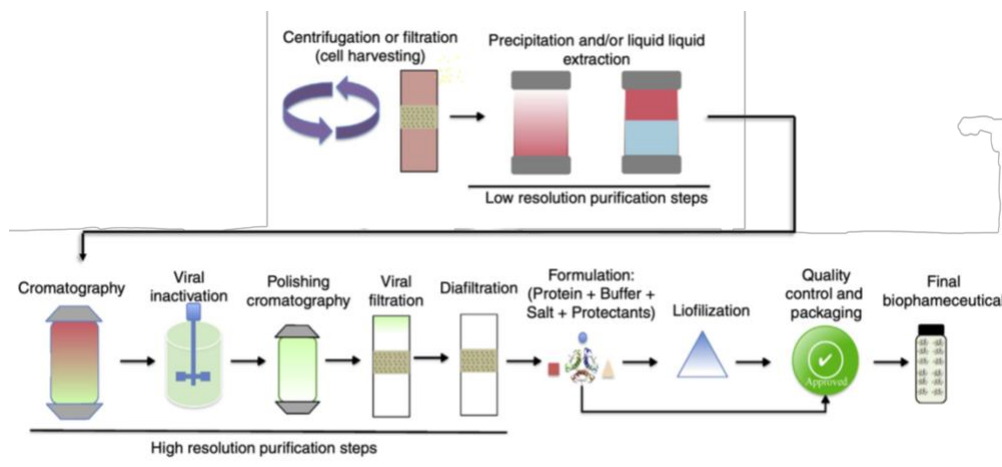 Centrifugation or filtration
(cell harvesting)
Precipitation and/or liquid liquid
extraction
Low resolution purification steps
Cromatography
Viral
inactivation
Polishing
cromatography
Viral
filtration
Diafiltration
Formulation:
(Protein + Buffer +
Salt + Protectants)
Liofilization
Quality
control and
packaging
Approved
Final
biophameceutical
High resolution purification steps